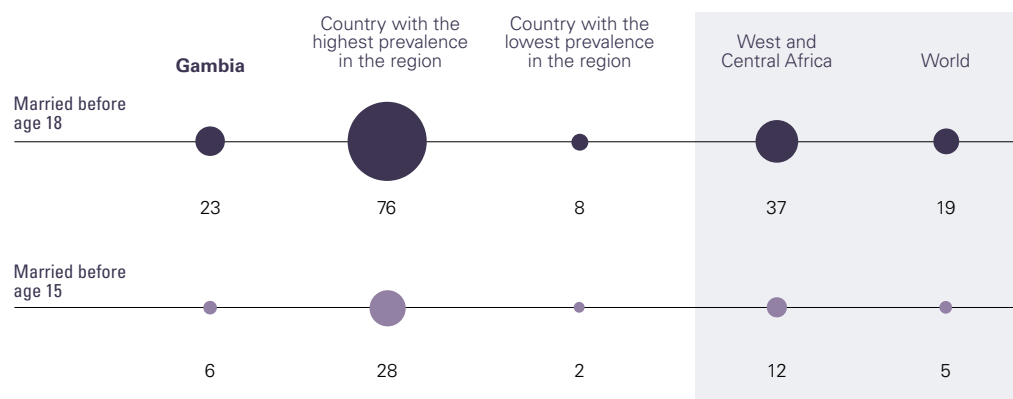 Gambia
Country with the
highest prevalence
in the region
Country with the
lowest prevalence
in the region
West and
Central Africa
World
Married before
age 18
23
76
8
37
19
Married before
age 15
6
28
2
12
5